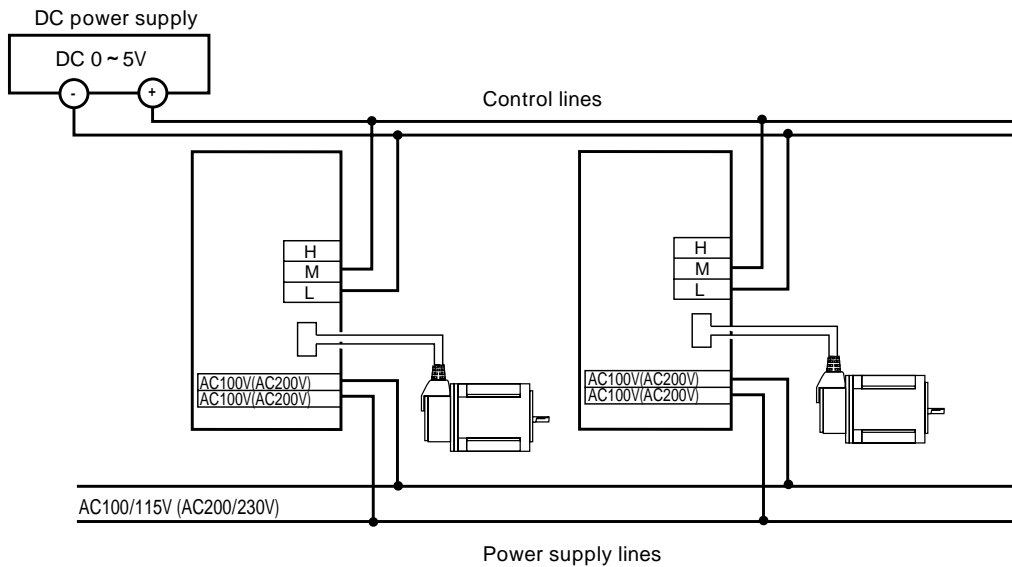 DC power supply
DC 0 ~ 5V
- +
Control lines
H
M
L
AC100V(AC200V)
AC100V(AC200V)
H
M
L
AC100V(AC200V)
AC100V(AC200V)
AC100/115V (AC200/230V)
Power supply lines